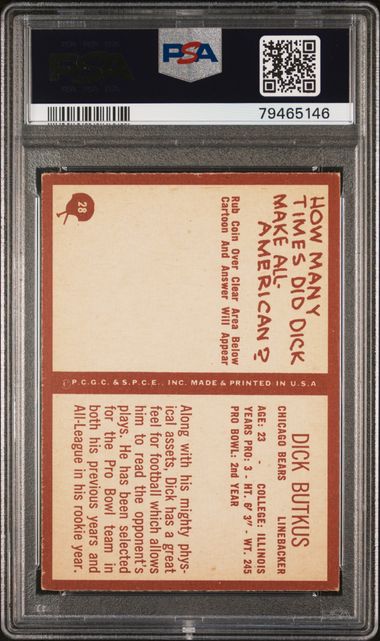 PSA
PSA
79465146
28
HOW MANY
TIMES DID DICK
MAKE ALL-
AMERICAN?
Rub Coin Over Clear Area Below
Cartoon And Answer Will Appear
P.C.G.C. & S.P.C.E., INC. MADE & PRINTED IN U.S.A
DICK BUTKUS
CHICAGO BEARS LINEBACKER
AGE: 23 - COLLEGE: ILLINOIS
YEARS PRO: 3 - HT. 6' 3" - WT. 245
PRO BOWL: 2nd YEAR
Along with his mighty phys-
ical assets, Dick has a great
feel for football which allows
him to read the opponent's
plays. He has been selected
for the Pro Bowl team in
both his previous years and
All-League in his rookie year.